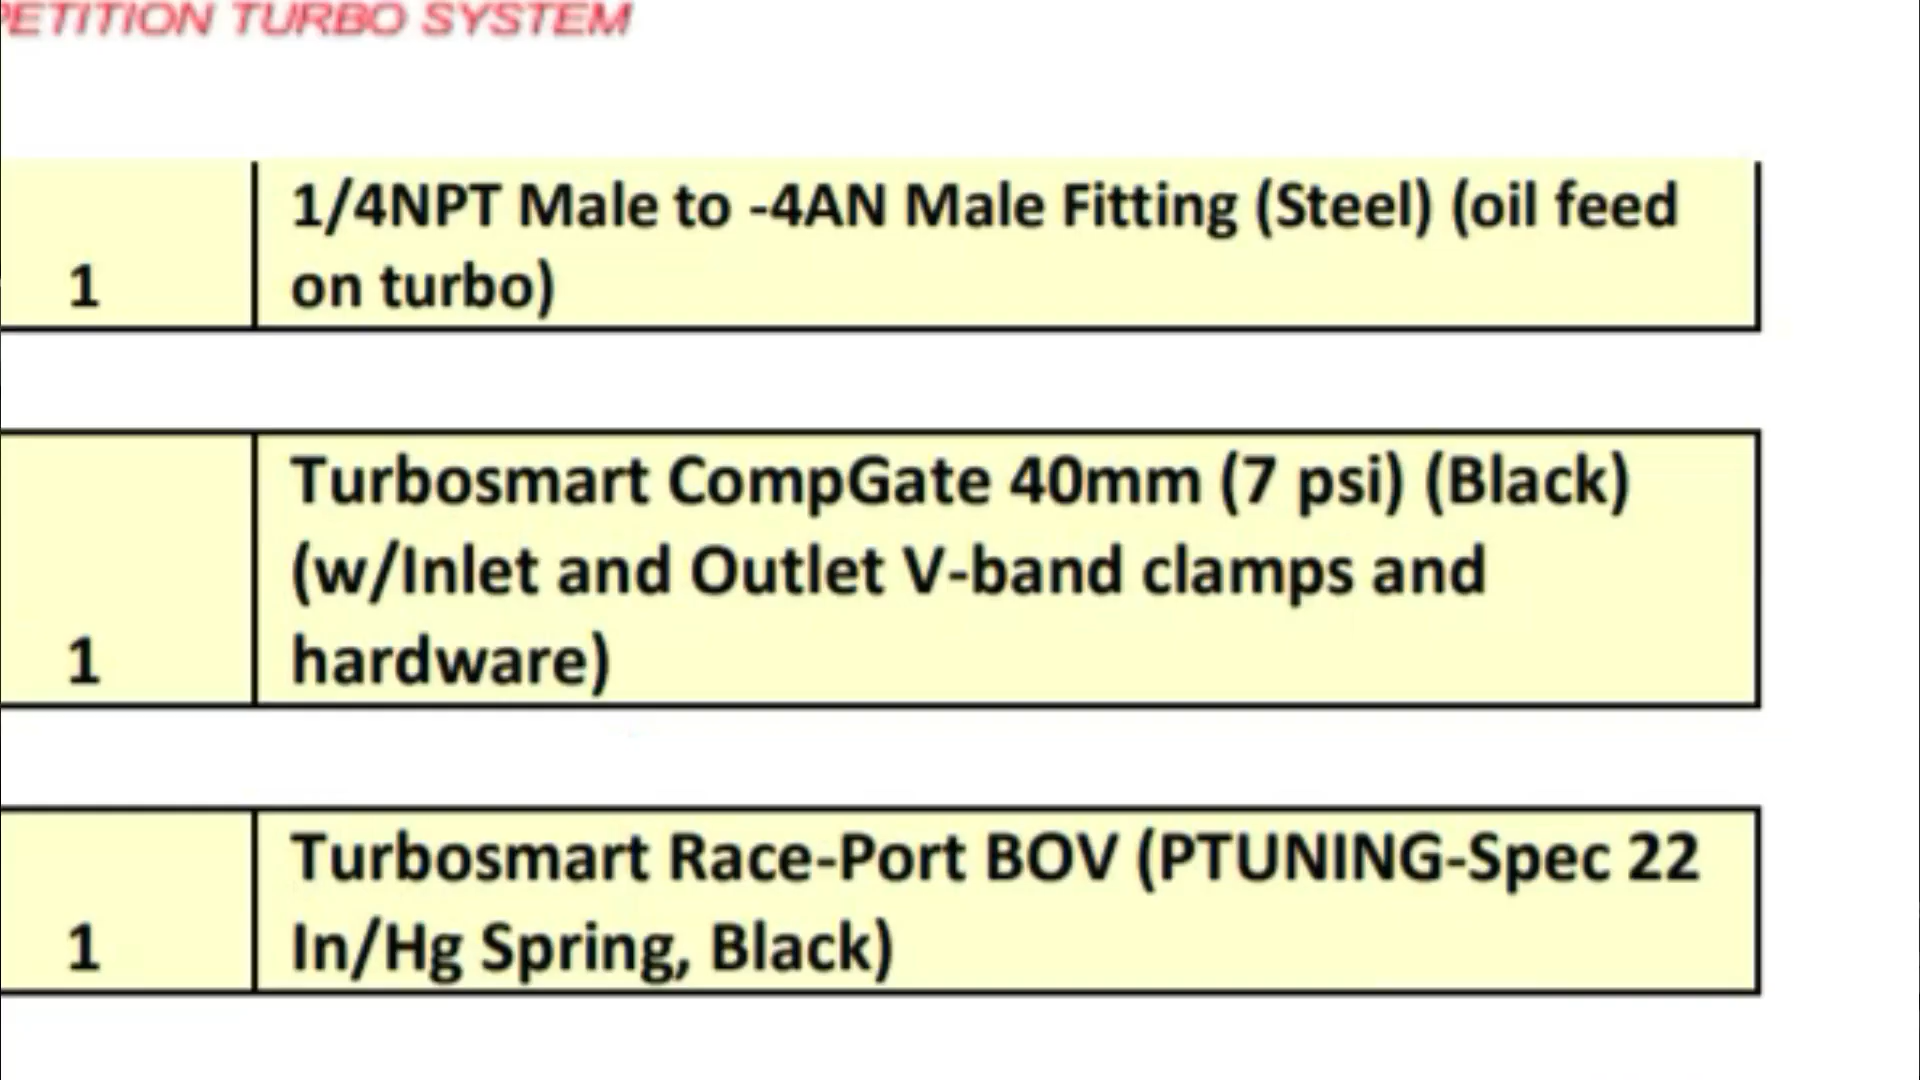 PETITION TURBO SYSTEM
1/4NPT Male to -4AN Male Fitting (Steel) (oil feed
1 on turbo)
Turbosmart CompGate 40mm (7 psi) (Black)
(w/Inlet and Outlet V-band clamps and
1 hardware)
Turbosmart Race-Port BOV (PTUNING-Spec 22
1 In/Hg Spring, Black)